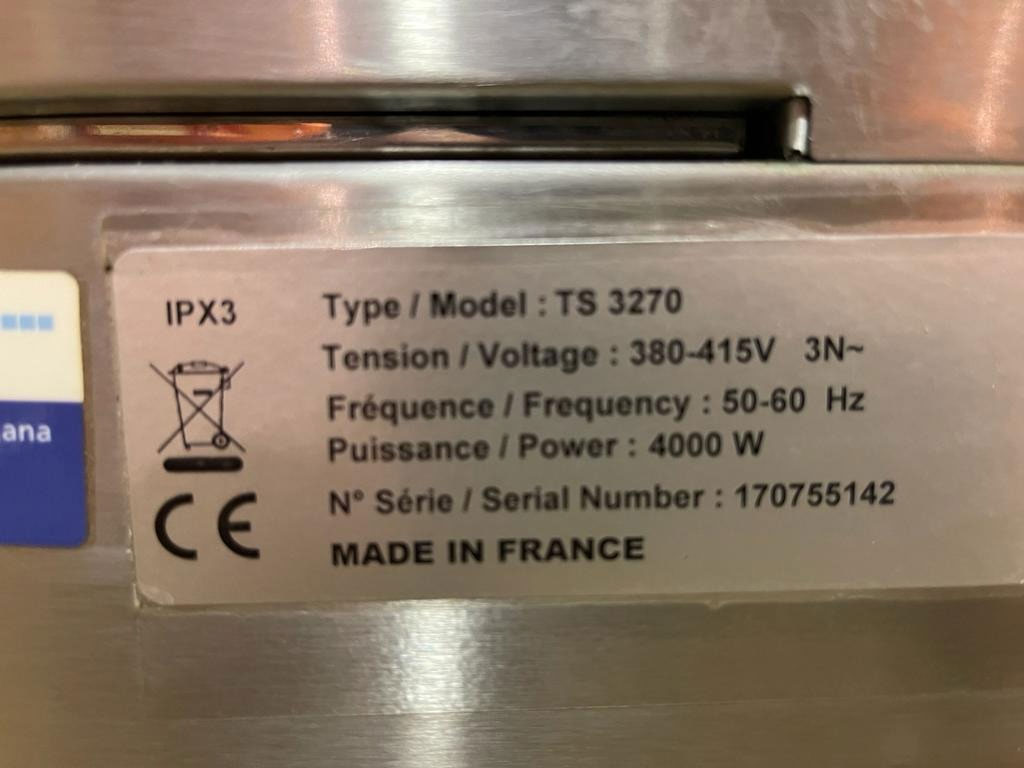 IPX3
Type / Model : TS 3270
Tension / Voltage : 380-415V 3N~
Fréquence / Frequency : 50-60 Hz
Puissance / Power : 4000 W
N° Série / Serial Number : 170755142
MADE IN FRANCE
CE
ana